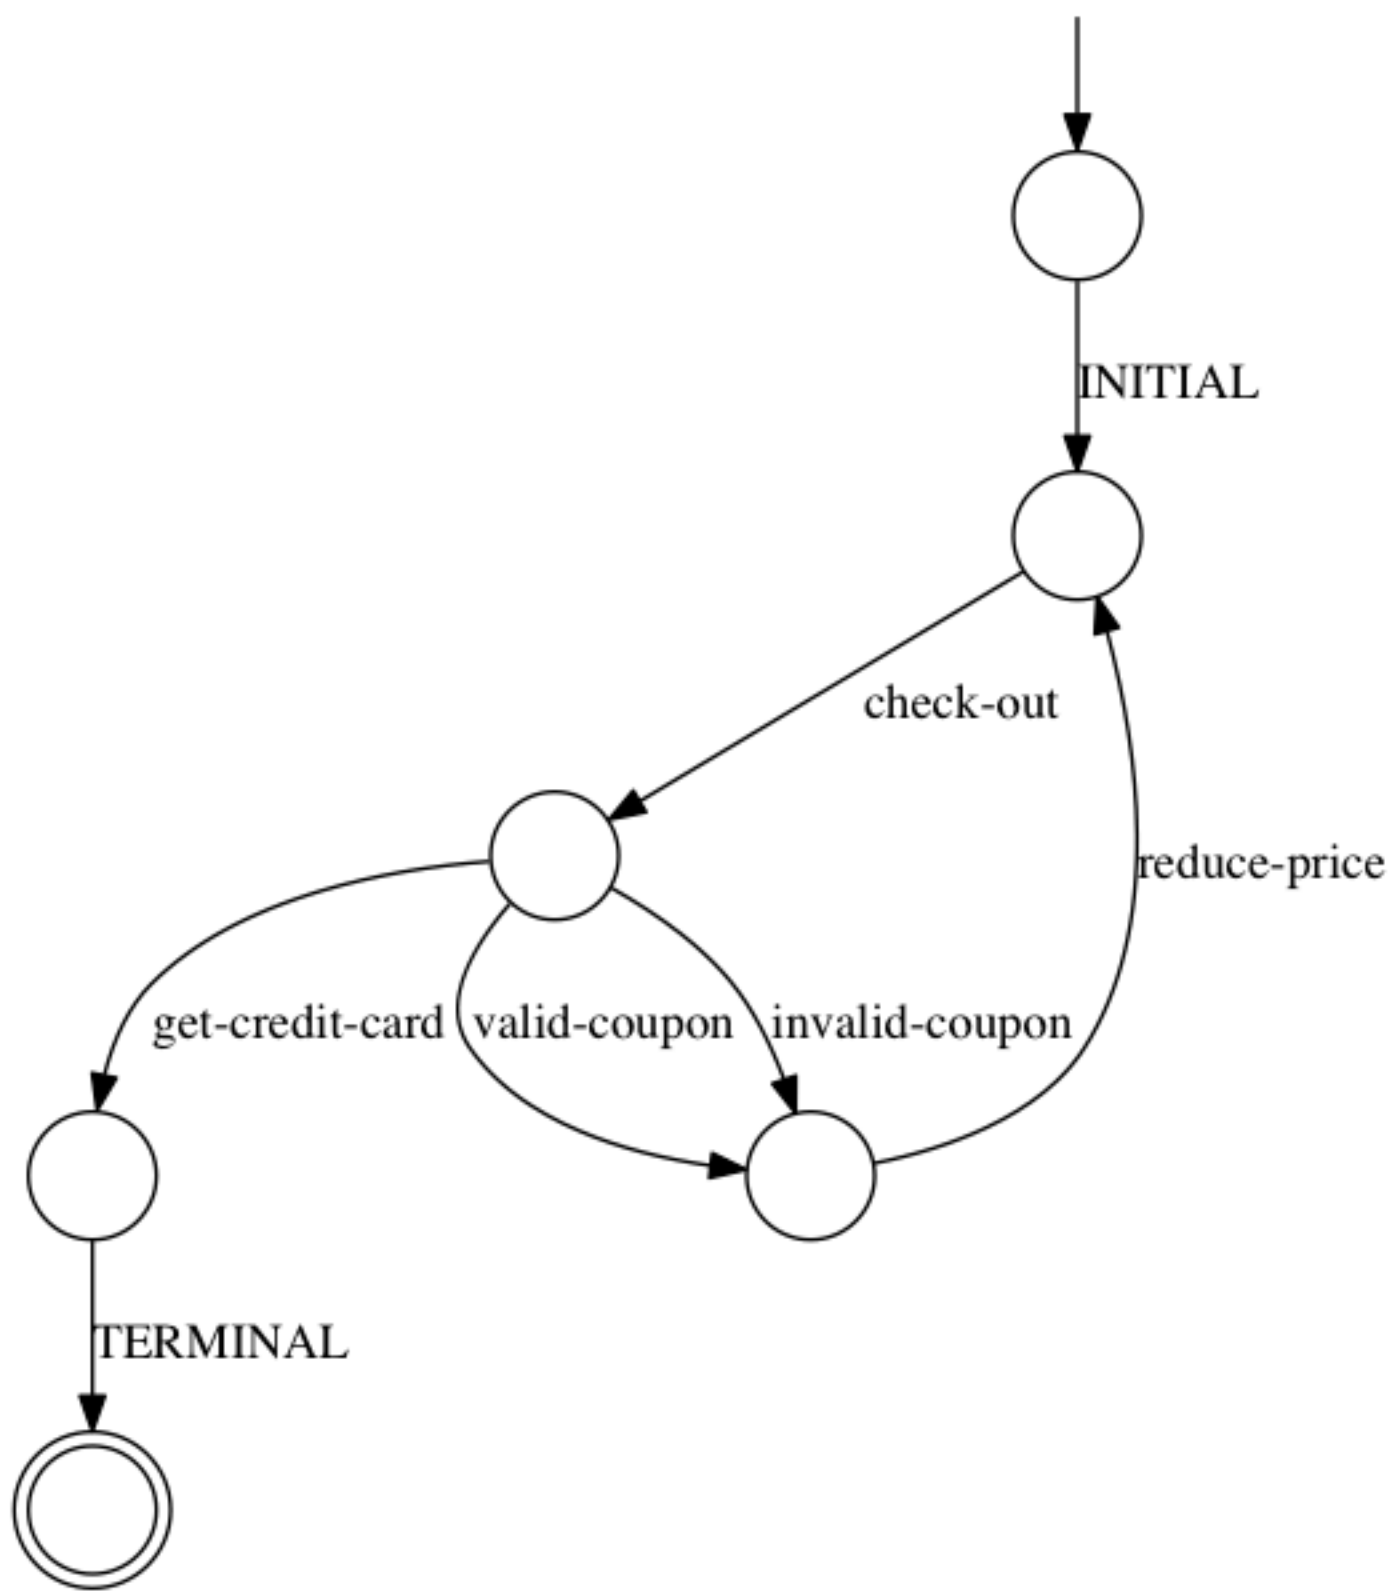 INITIAL
check-out
reduce-price
get-credit-card
valid-coupon
invalid-coupon
TERMINAL